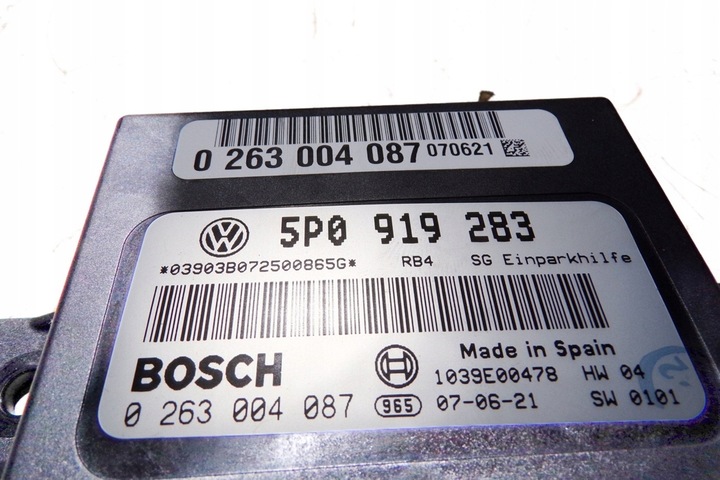 0 263 004 087 070621
5P0 919 283
*03903B072500865G* RB4 SG Einparkhilfe
BOSCH
Made in Spain
1039E00478 HW 04
0 263 004 087 965 07-06-21 SW 0101